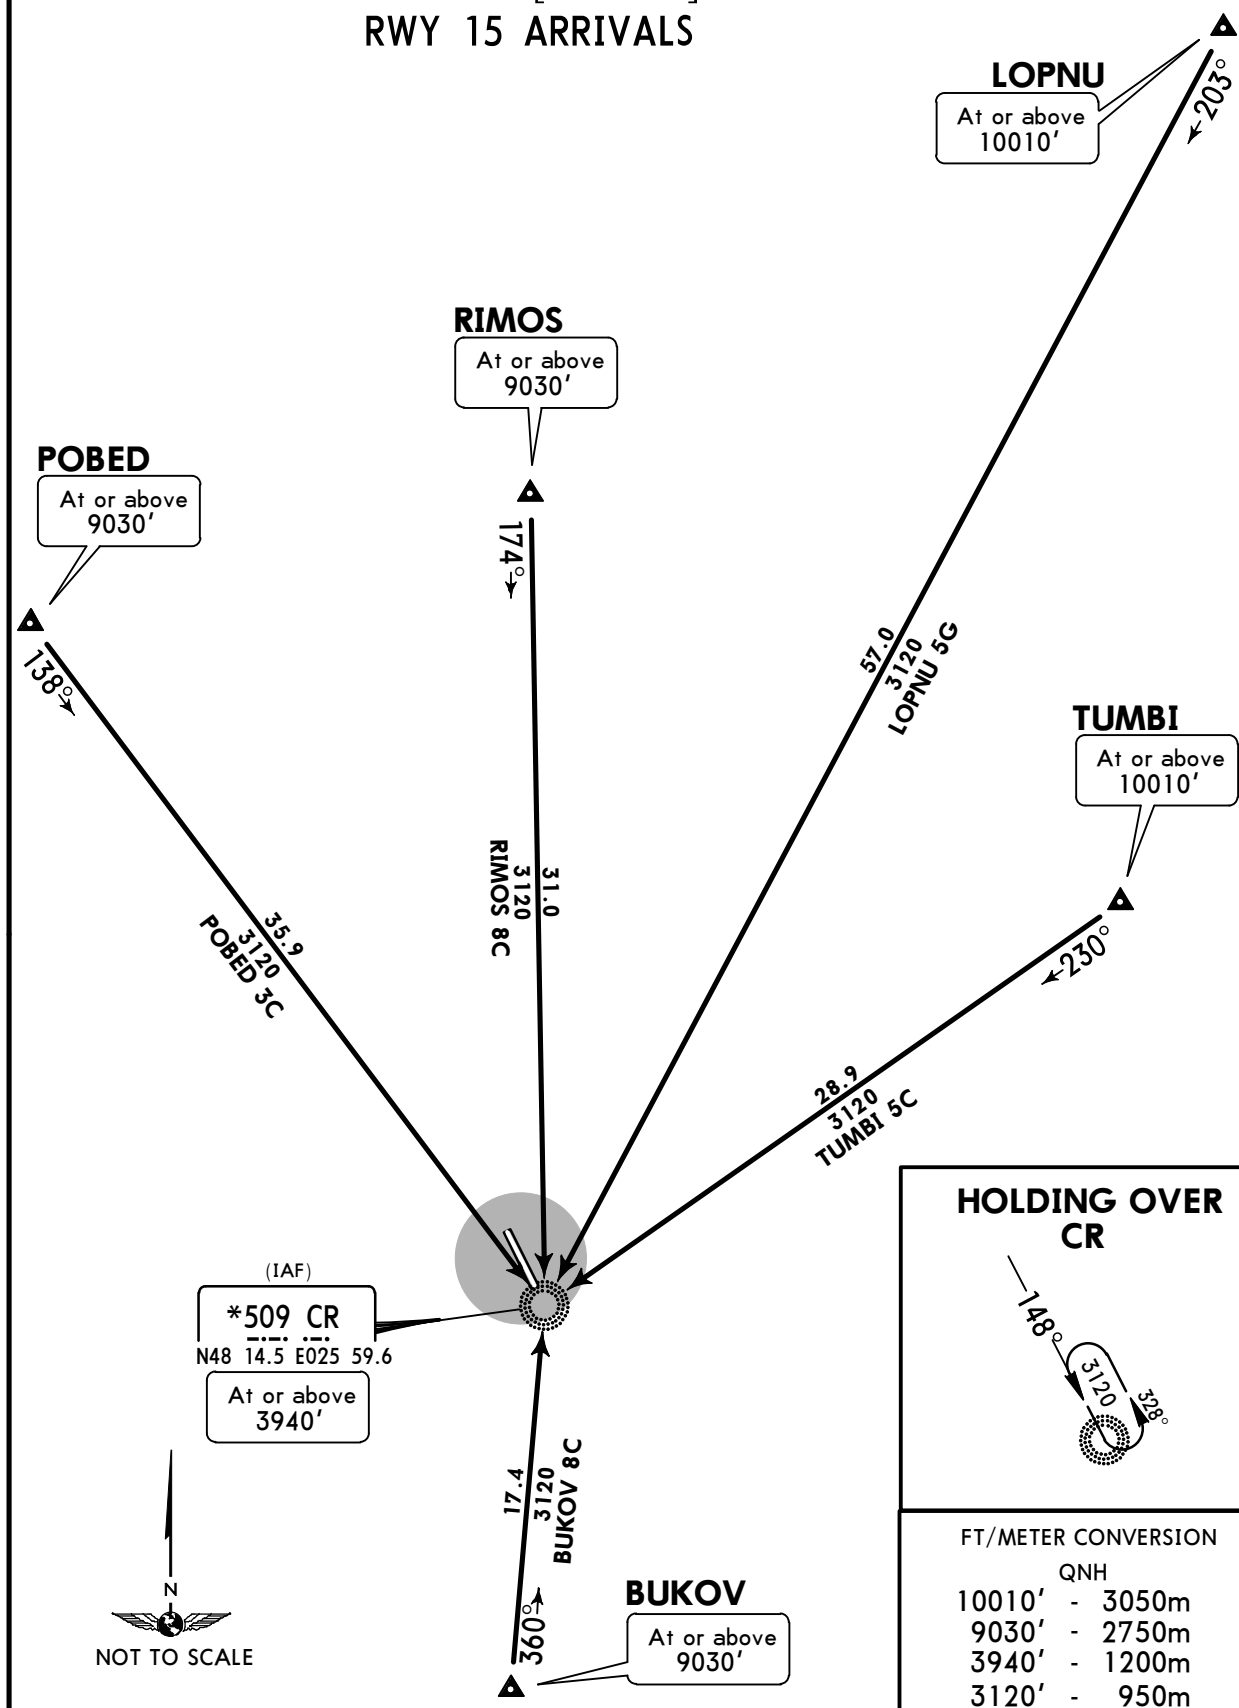 RWY 15 ARRIVALS
LOPNU
At or above
10010'
203°
RIMOS
At or above
9030'
174°
POBED
At or above
9030'
138°
57.0
3120
LOPNU 5G
TUMBI
At or above
10010'
230°
31.0
3120
RIMOS 8C
35.9
3120
POBED 3C
28.9
3120
TUMBI 5C
(IAF)
*509 CR
N48 14.5 E025 59.6
At or above
3940'
17.4
3120
BUKOV 8C
360°
BUKOV
At or above
9030'
N
NOT TO SCALE
HOLDING OVER
CR
148°
3120
328°
FT/METER CONVERSION
QNH
10010' - 3050m
9030' - 2750m
3940' - 1200m
3120' - 950m